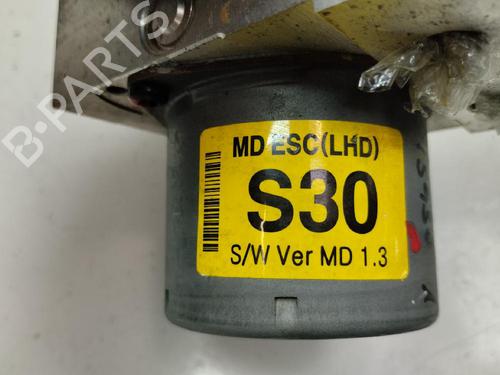 MD ESC(LHD)
S30
S/W Ver MD 1.3
B-PARTS